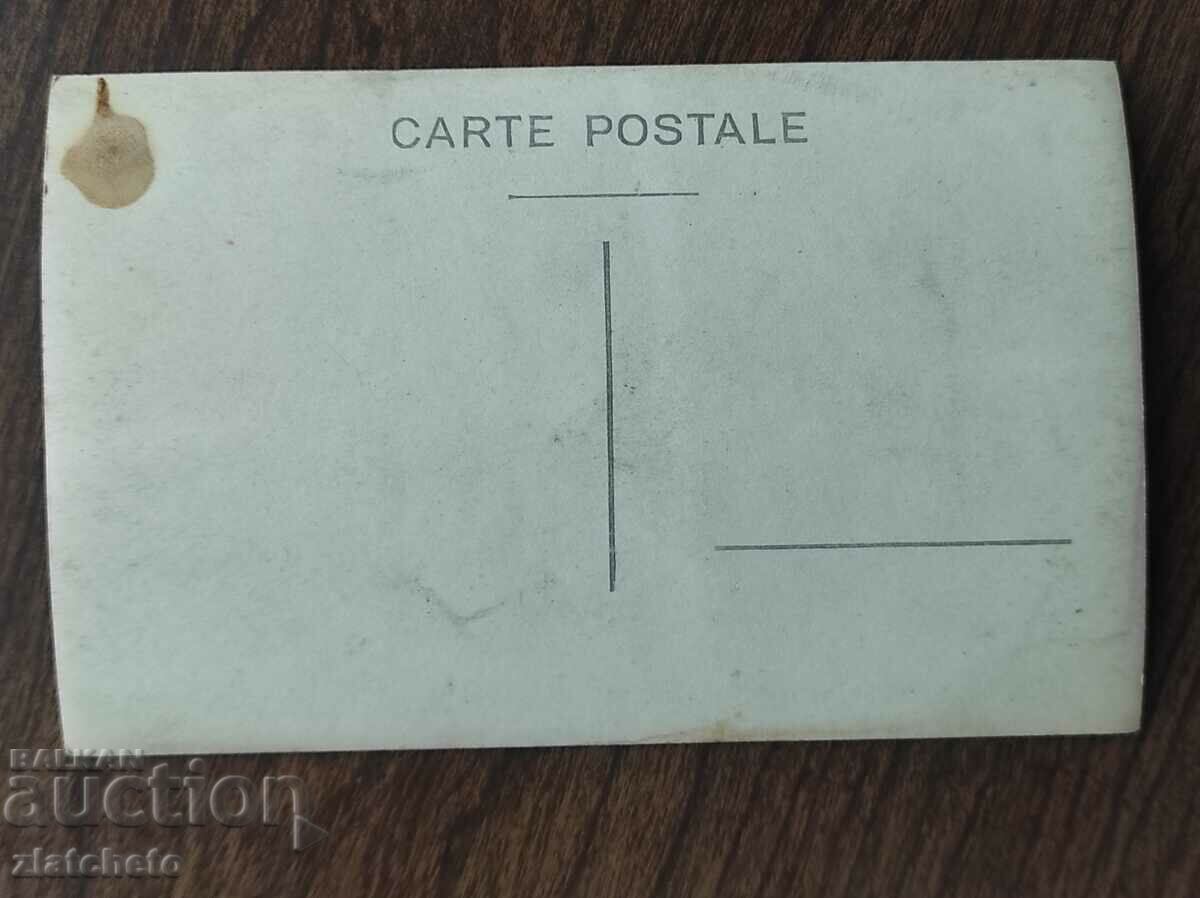 CARTE POSTALE
BALKAN
auction
zlatcheto